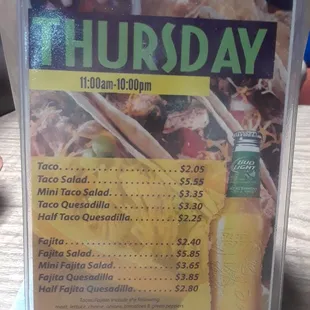 THURSDAY
11:00am-10:00pm
Taco $2.05
Taco Salad $5.55
Mini Taco Salad $3.35
Taco Quesadilla $3.30
Half Taco Quesadilla $2.25
Fajita $2.40
Fajita Salad $5.85
Mini Fajita Salad $3.65
Fajita Quesadilla $3.85
Half Fajita Quesadilla $2.80
BUD
LIGHT